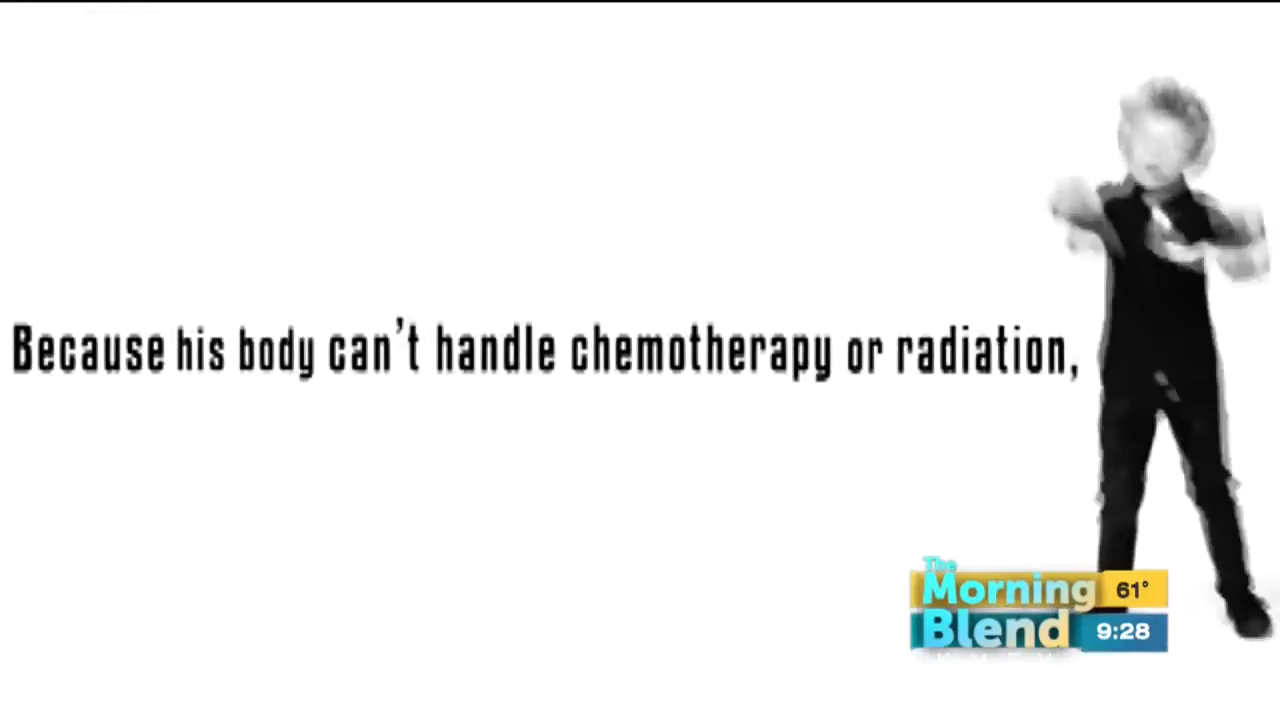 Because his body can't handle chemotherapy or radiation,
The
Morning 61°
Blend 9:28